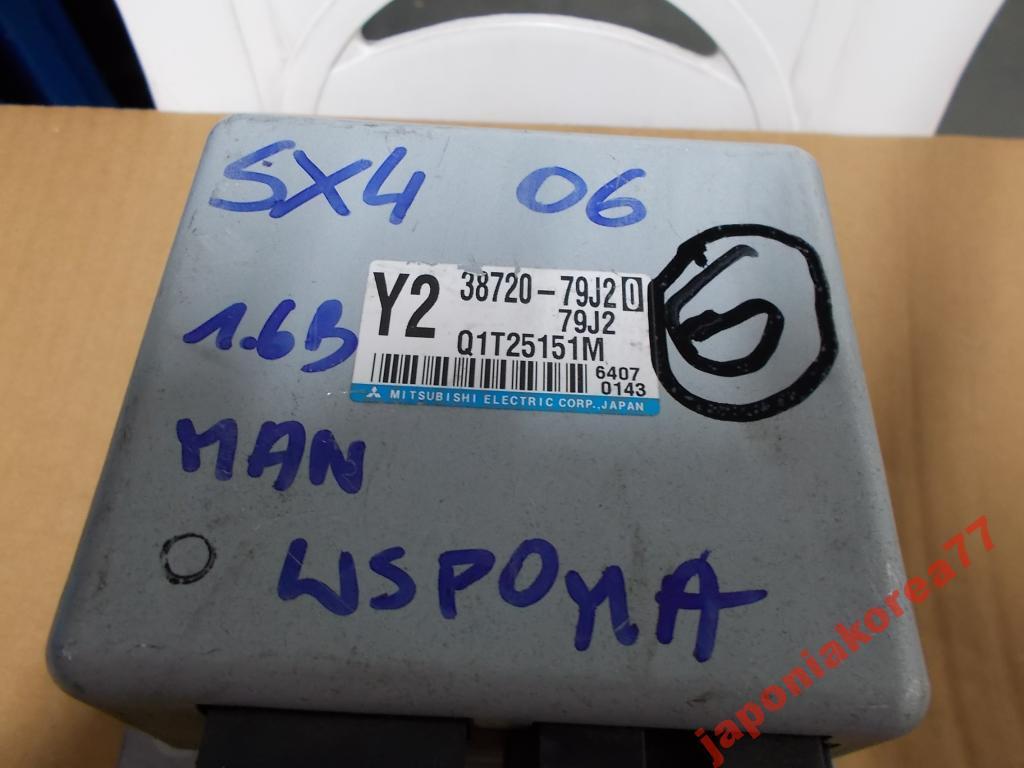 SX4 06
Y2 38720-79J20
79J2
Q1T25151M
6407
0143
MITSUBISHI ELECTRIC CORP., JAPAN
6
1.6B
MAN
WSPOMA
japoniakorea77